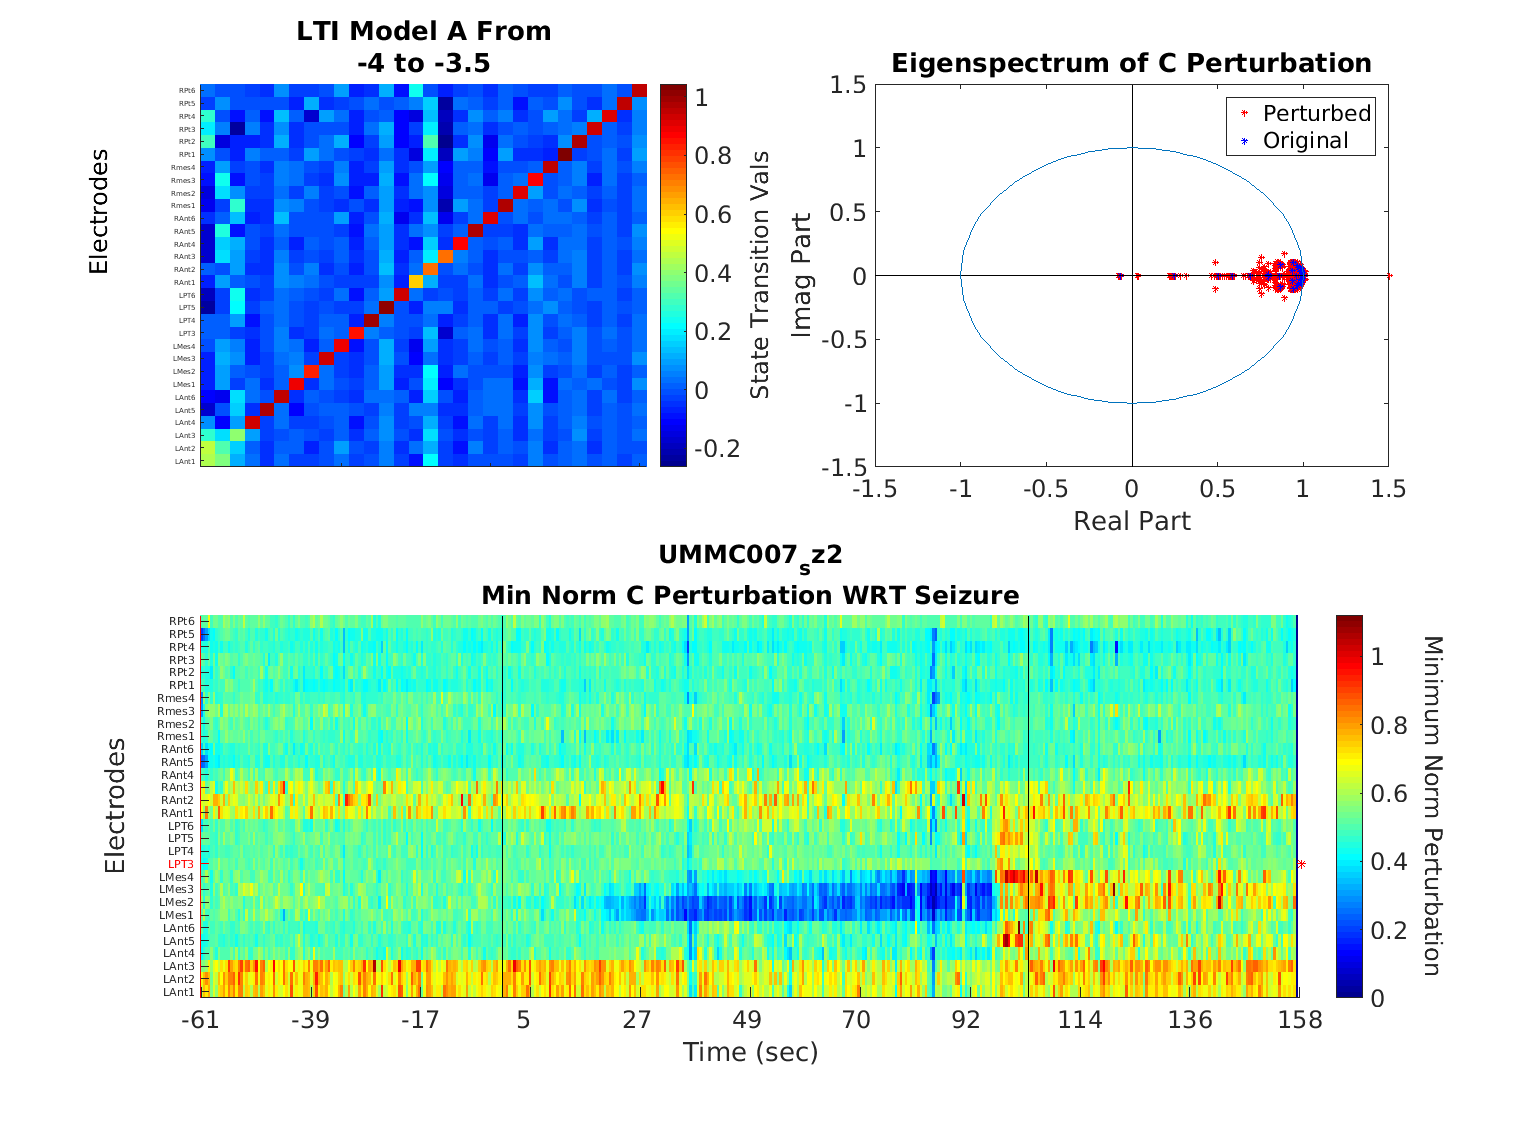 LTI Model A From
-4 to -3.5
Electrodes
RPt6
RPt5
RPt4
RPt3
RPt2
RPt1
Rmes4
Rmes3
Rmes2
Rmes1
RAnt6
RAnt5
RAnt4
RAnt3
RAnt2
RAnt1
LPT6
LPT5
LPT4
LPT3
LMes4
LMes3
LMes2
LMes1
LAnt6
LAnt5
LAnt4
LAnt3
LAnt2
LAnt1
1
0.8
0.6
0.4
0.2
0
-0.2
State Transition Vals
Eigenspectrum of C Perturbation
Perturbed
Original
1.5
1
0.5
0
-0.5
-1
-1.5
Imag Part
-1.5 -1 -0.5 0 0.5 1 1.5
Real Part
UMMC007sz2
Min Norm C Perturbation WRT Seizure
Electrodes
RPt6
RPt5
RPt4
RPt3
RPt2
RPt1
Rmes4
Rmes3
Rmes2
Rmes1
RAnt6
RAnt5
RAnt4
RAnt3
RAnt2
RAnt1
LPT6
LPT5
LPT4
LPT3
LMes4
LMes3
LMes2
LMes1
LAnt6
LAnt5
LAnt4
LAnt3
LAnt2
LAnt1
-61 -39 -17 5 27 49 70 92 114 136 158
Time (sec)
1
0.8
0.6
0.4
0.2
0
Minimum Norm Perturbation